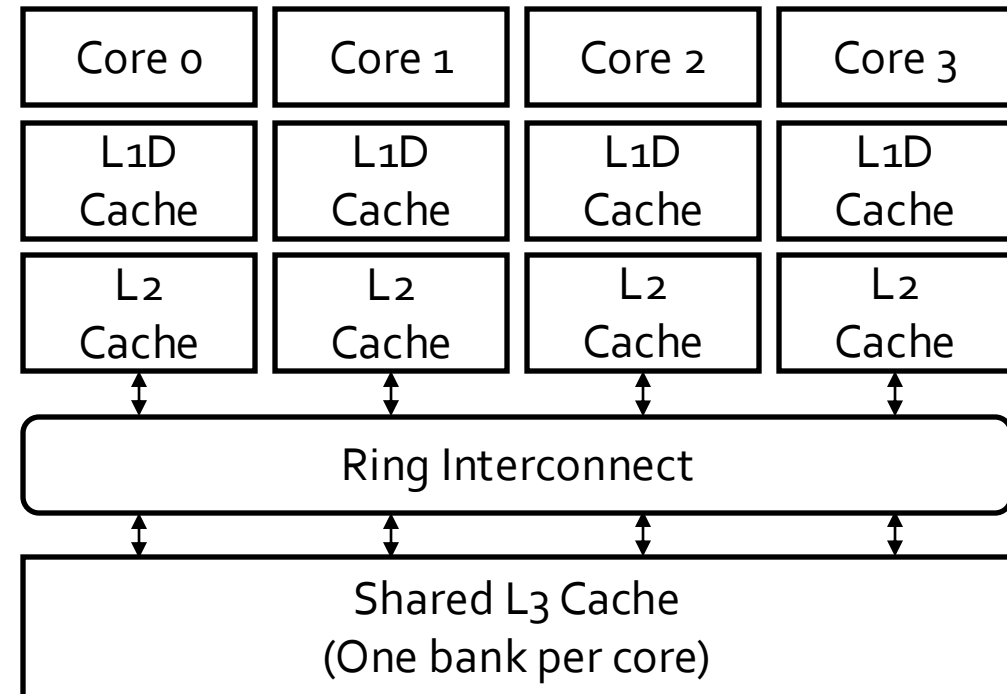 Core 0
Core 1
Core 2
Core 3
L1D
Cache
L1D
Cache
L1D
Cache
L1D
Cache
L2
Cache
L2
Cache
L2
Cache
L2
Cache
Ring Interconnect
Shared L3 Cache
(One bank per core)